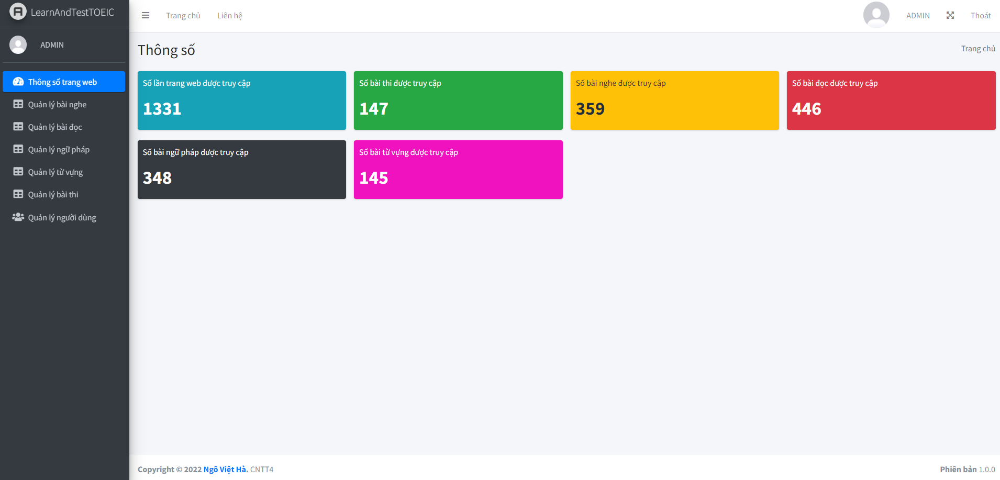 LearnAndTestTOEIC
ADMIN
Thông số trang web
Quản lý bài nghe
Quản lý bài đọc
Quản lý ngữ pháp
Quản lý từ vựng
Quản lý bài thi
Quản lý người dùng
Trang chủ Liên hệ ADMIN Thoát
Thông số Trang chủ
Số lần trang web được truy cập
1331
Số bài thi được truy cập
147
Số bài nghe được truy cập
359
Số bài đọc được truy cập
446
Số bài ngữ pháp được truy cập
348
Số bài từ vựng được truy cập
145
Copyright © 2022 Ngô Việt Hà. CNTT4 Phiên bản 1.0.0